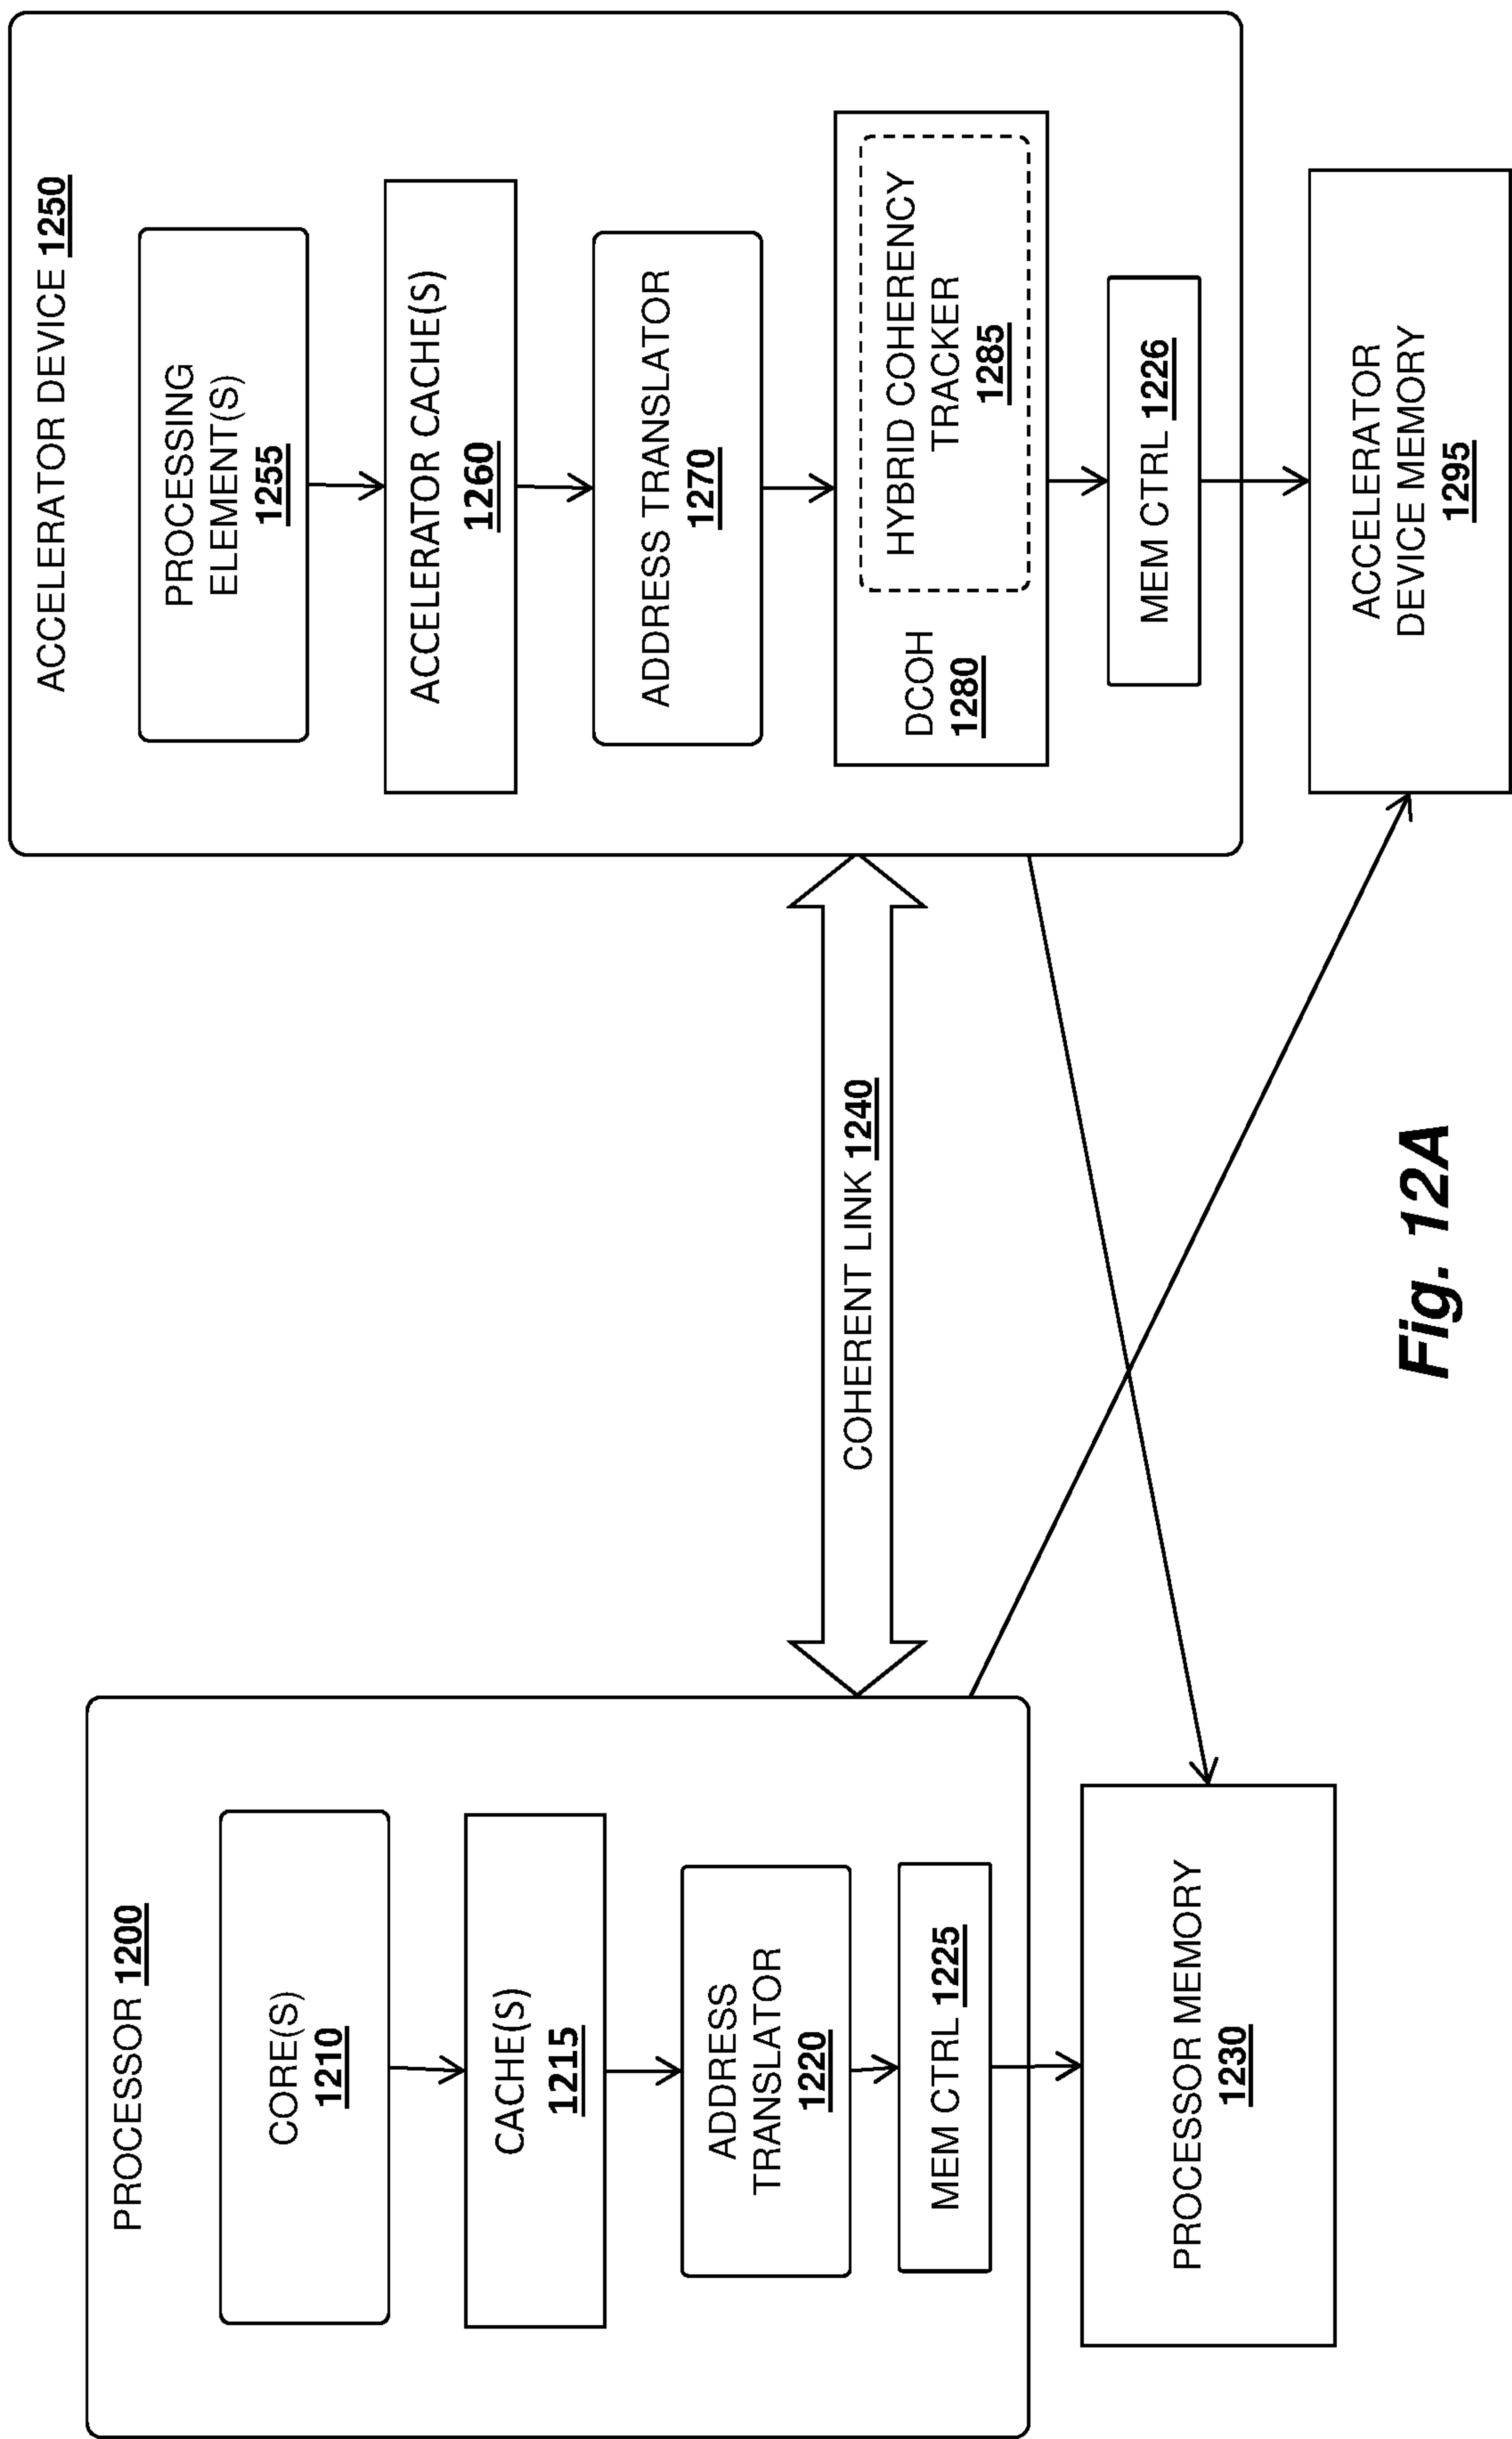 PROCESSOR 1200
CORE(S)
1210
CACHE(S)
1215
ADDRESS
TRANSLATOR
1220
MEM CTRL 1225
PROCESSOR MEMORY
1230
COHERENT LINK 1240
ACCELERATOR DEVICE 1250
PROCESSING
ELEMENT(S)
1255
ACCELERATOR CACHE(S)
1260
ADDRESS TRANSLATOR
1270
DCOH
1280
HYBRID COHERENCY
TRACKER
1285
MEM CTRL 1226
ACCELERATOR
DEVICE MEMORY
1295
Fig. 12A